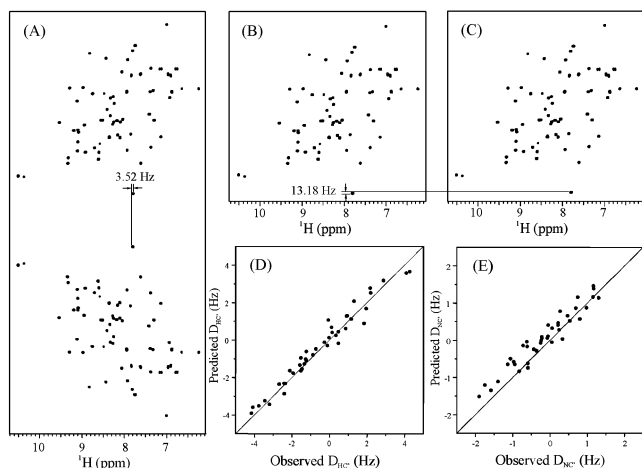 (A)
(B)
(C)
3.52 Hz
13.18 Hz
10 9 8 7
¹H (ppm)
10 9 8 7
¹H (ppm)
10 9 8 7
¹H (ppm)
(D)
Predicted D_HC' (Hz)
4
2
0
-2
-4
-4 -2 0 2 4
Observed D_HC' (Hz)
(E)
Predicted D_NC' (Hz)
2
1
0
-1
-2
-2 -1 0 1 2
Observed D_NC' (Hz)